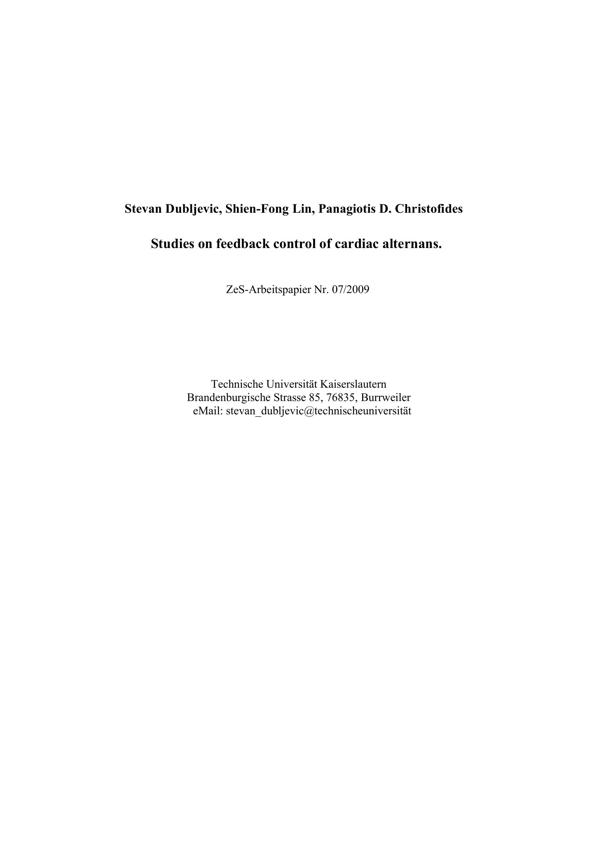 Stevan Dubljevic, Shien-Fong Lin, Panagiotis D. Christofides
Studies on feedback control of cardiac alternans.
ZeS-Arbeitspapier Nr. 07/2009
Technische Universität Kaiserslautern
Brandenburgische Strasse 85, 76835, Burrweiler
eMail: stevan_dubljevic@technischeuniversität